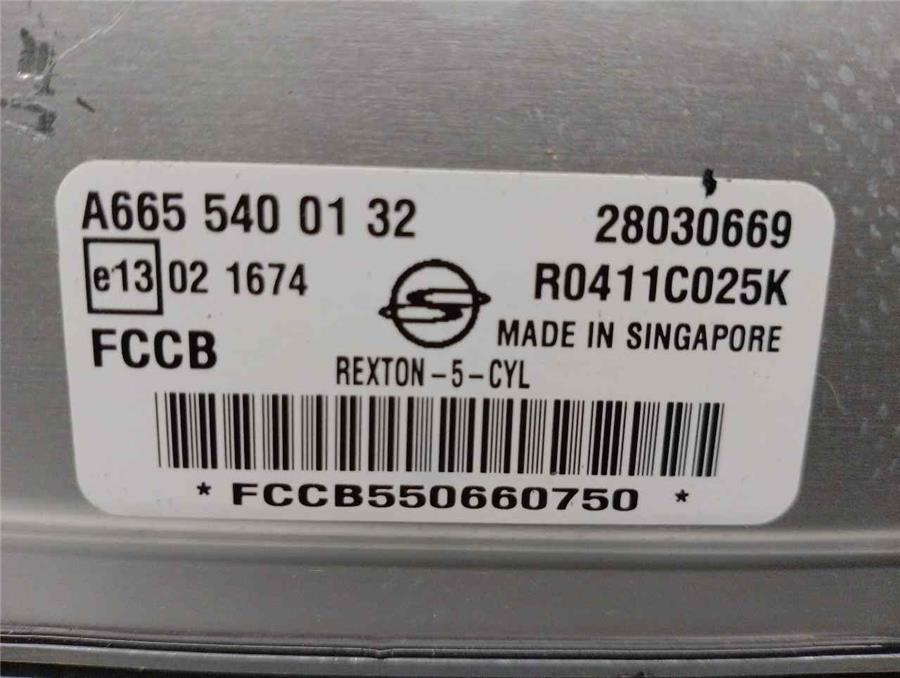 A665 540 01 32 28030669
e13 02 1674 R0411C025K
FCCB MADE IN SINGAPORE
REXTON-5-CYL
* FCCB550660750 *